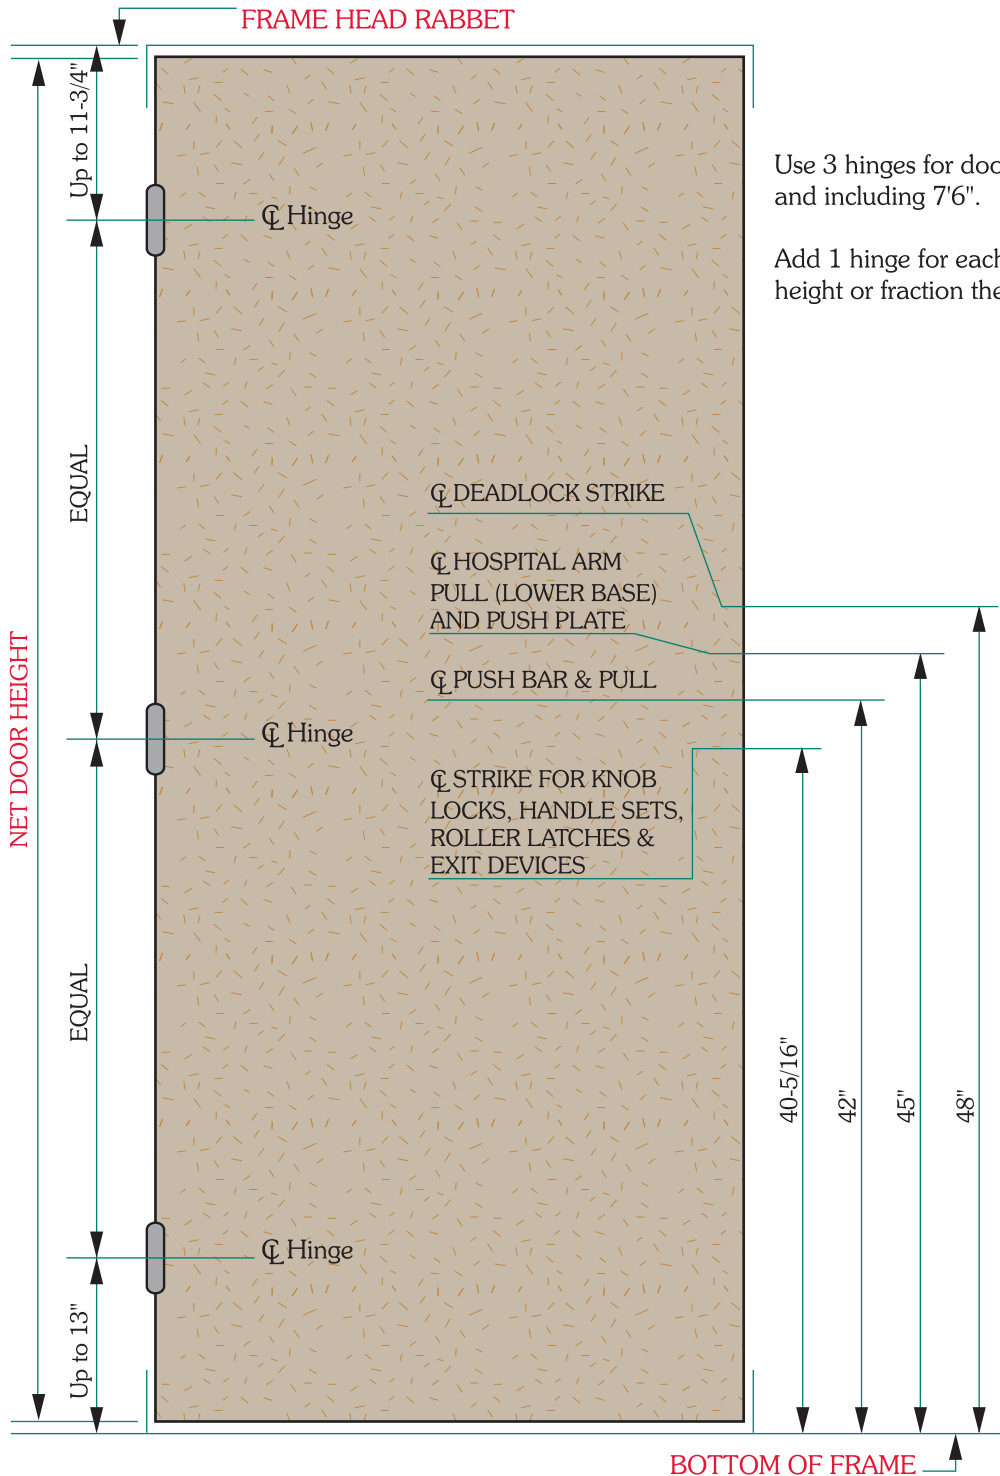 FRAME HEAD RABBET
Up to 11-3/4"
Use 3 hinges for
and including 7'6".
℄ Hinge
Add 1 hinge for
height or fraction
EQUAL
℄ DEADLOCK STRIKE
℄ HOSPITAL ARM
PULL (LOWER BASE)
AND PUSH PLATE
NET DOOR HEIGHT
℄ PUSH BAR & PULL
℄ Hinge
℄ STRIKE FOR KNOB
LOCKS, HANDLE SETS,
ROLLER LATCHES &
EXIT DEVICES
EQUAL
40-5/16"
42"
45"
48"
℄ Hinge
Up to 13"
BOTTOM OF FRAME